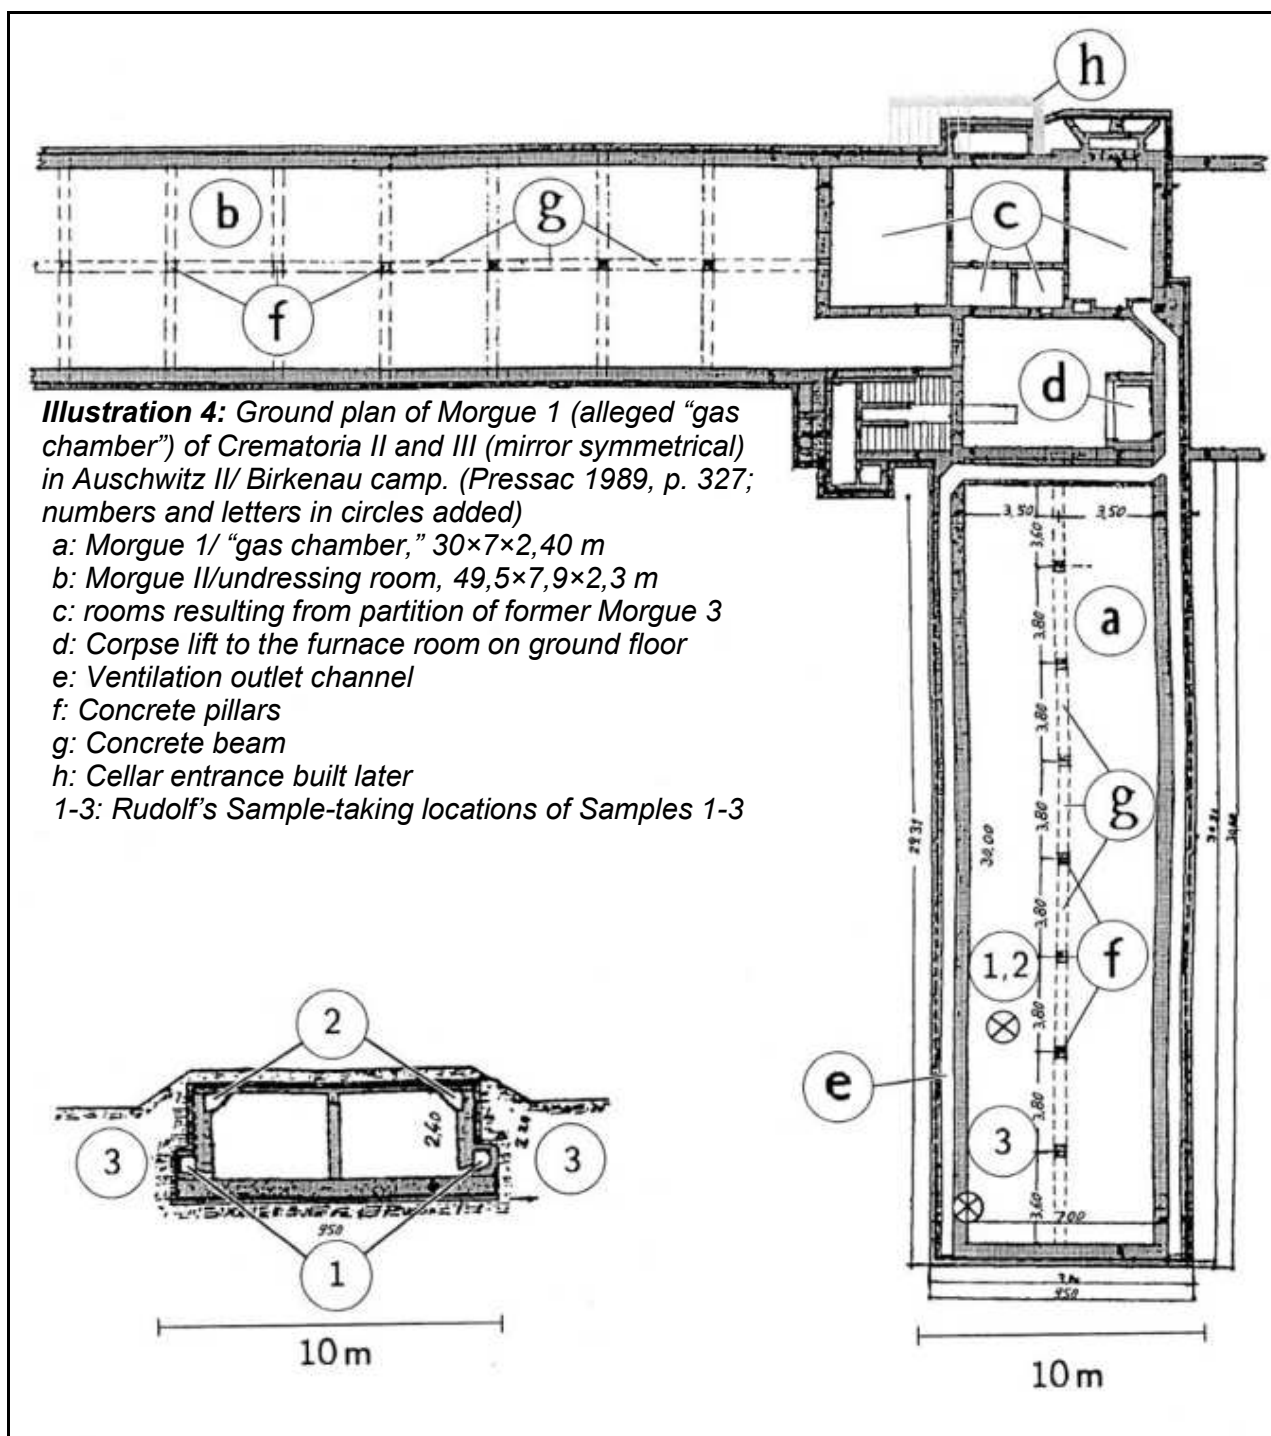 h
b
g
c
f
d
Illustration 4: Ground plan of Morgue 1 (alleged “gas
chamber”) of Crematoria II and III (mirror symmetrical)
in Auschwitz II/ Birkenau camp. (Pressac 1989, p. 327;
numbers and letters in circles added)
a: Morgue 1/ “gas chamber,” 30×7×2,40 m
b: Morgue II/undressing room, 49,5×7,9×2,3 m
c: rooms resulting from partition of former Morgue 3
d: Corpse lift to the furnace room on ground floor
e: Ventilation outlet channel
f: Concrete pillars
g: Concrete beam
h: Cellar entrance built later
1-3: Rudolf’s Sample-taking locations of Samples 1-3
3,50 3,50
3,60
a
3,80
3,80
g
3,80
30,00
3,80
1,2
f
3,80
e
3,80
3
3,60
700
950
2
3
2,40
3
950
1
10 m
10 m